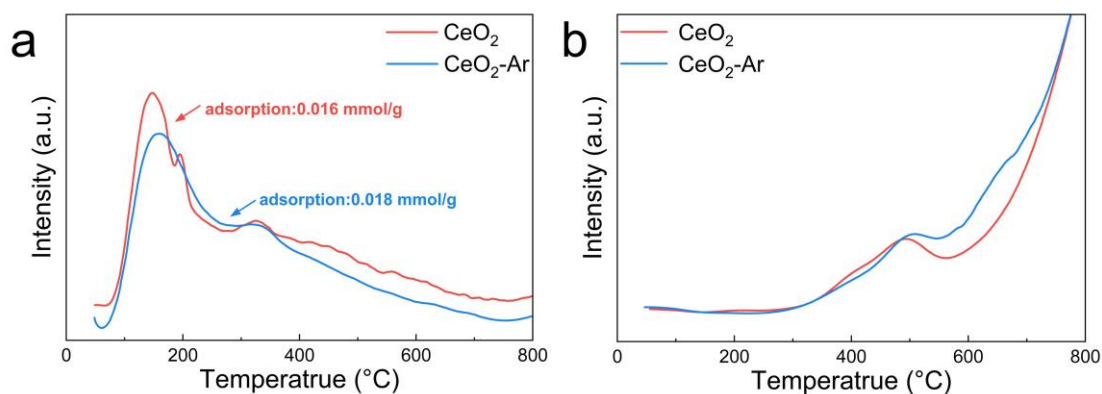 a
CeO₂
CeO₂-Ar
adsorption:0.016 mmol/g
adsorption:0.018 mmol/g
Intensity (a.u.)
0 200 400 600 800
Temperatrue (°C)
b
CeO₂
CeO₂-Ar
Intensity (a.u.)
0 200 400 600 800
Temperatrue (°C)